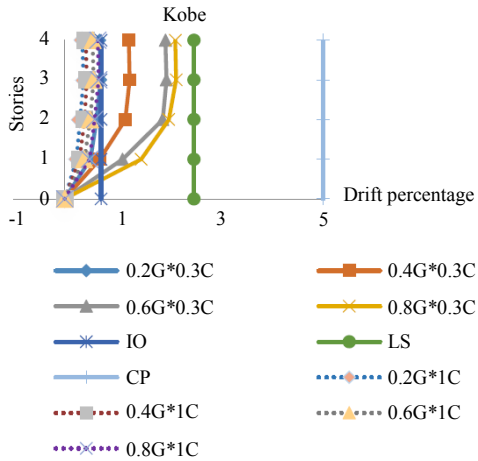 Kobe
4
3
2
1
0
Stories
-1 1 3 5
Drift percentage
0.2G*0.3C 0.4G*0.3C
0.6G*0.3C 0.8G*0.3C
IO LS
CP 0.2G*1C
0.4G*1C 0.6G*1C
0.8G*1C